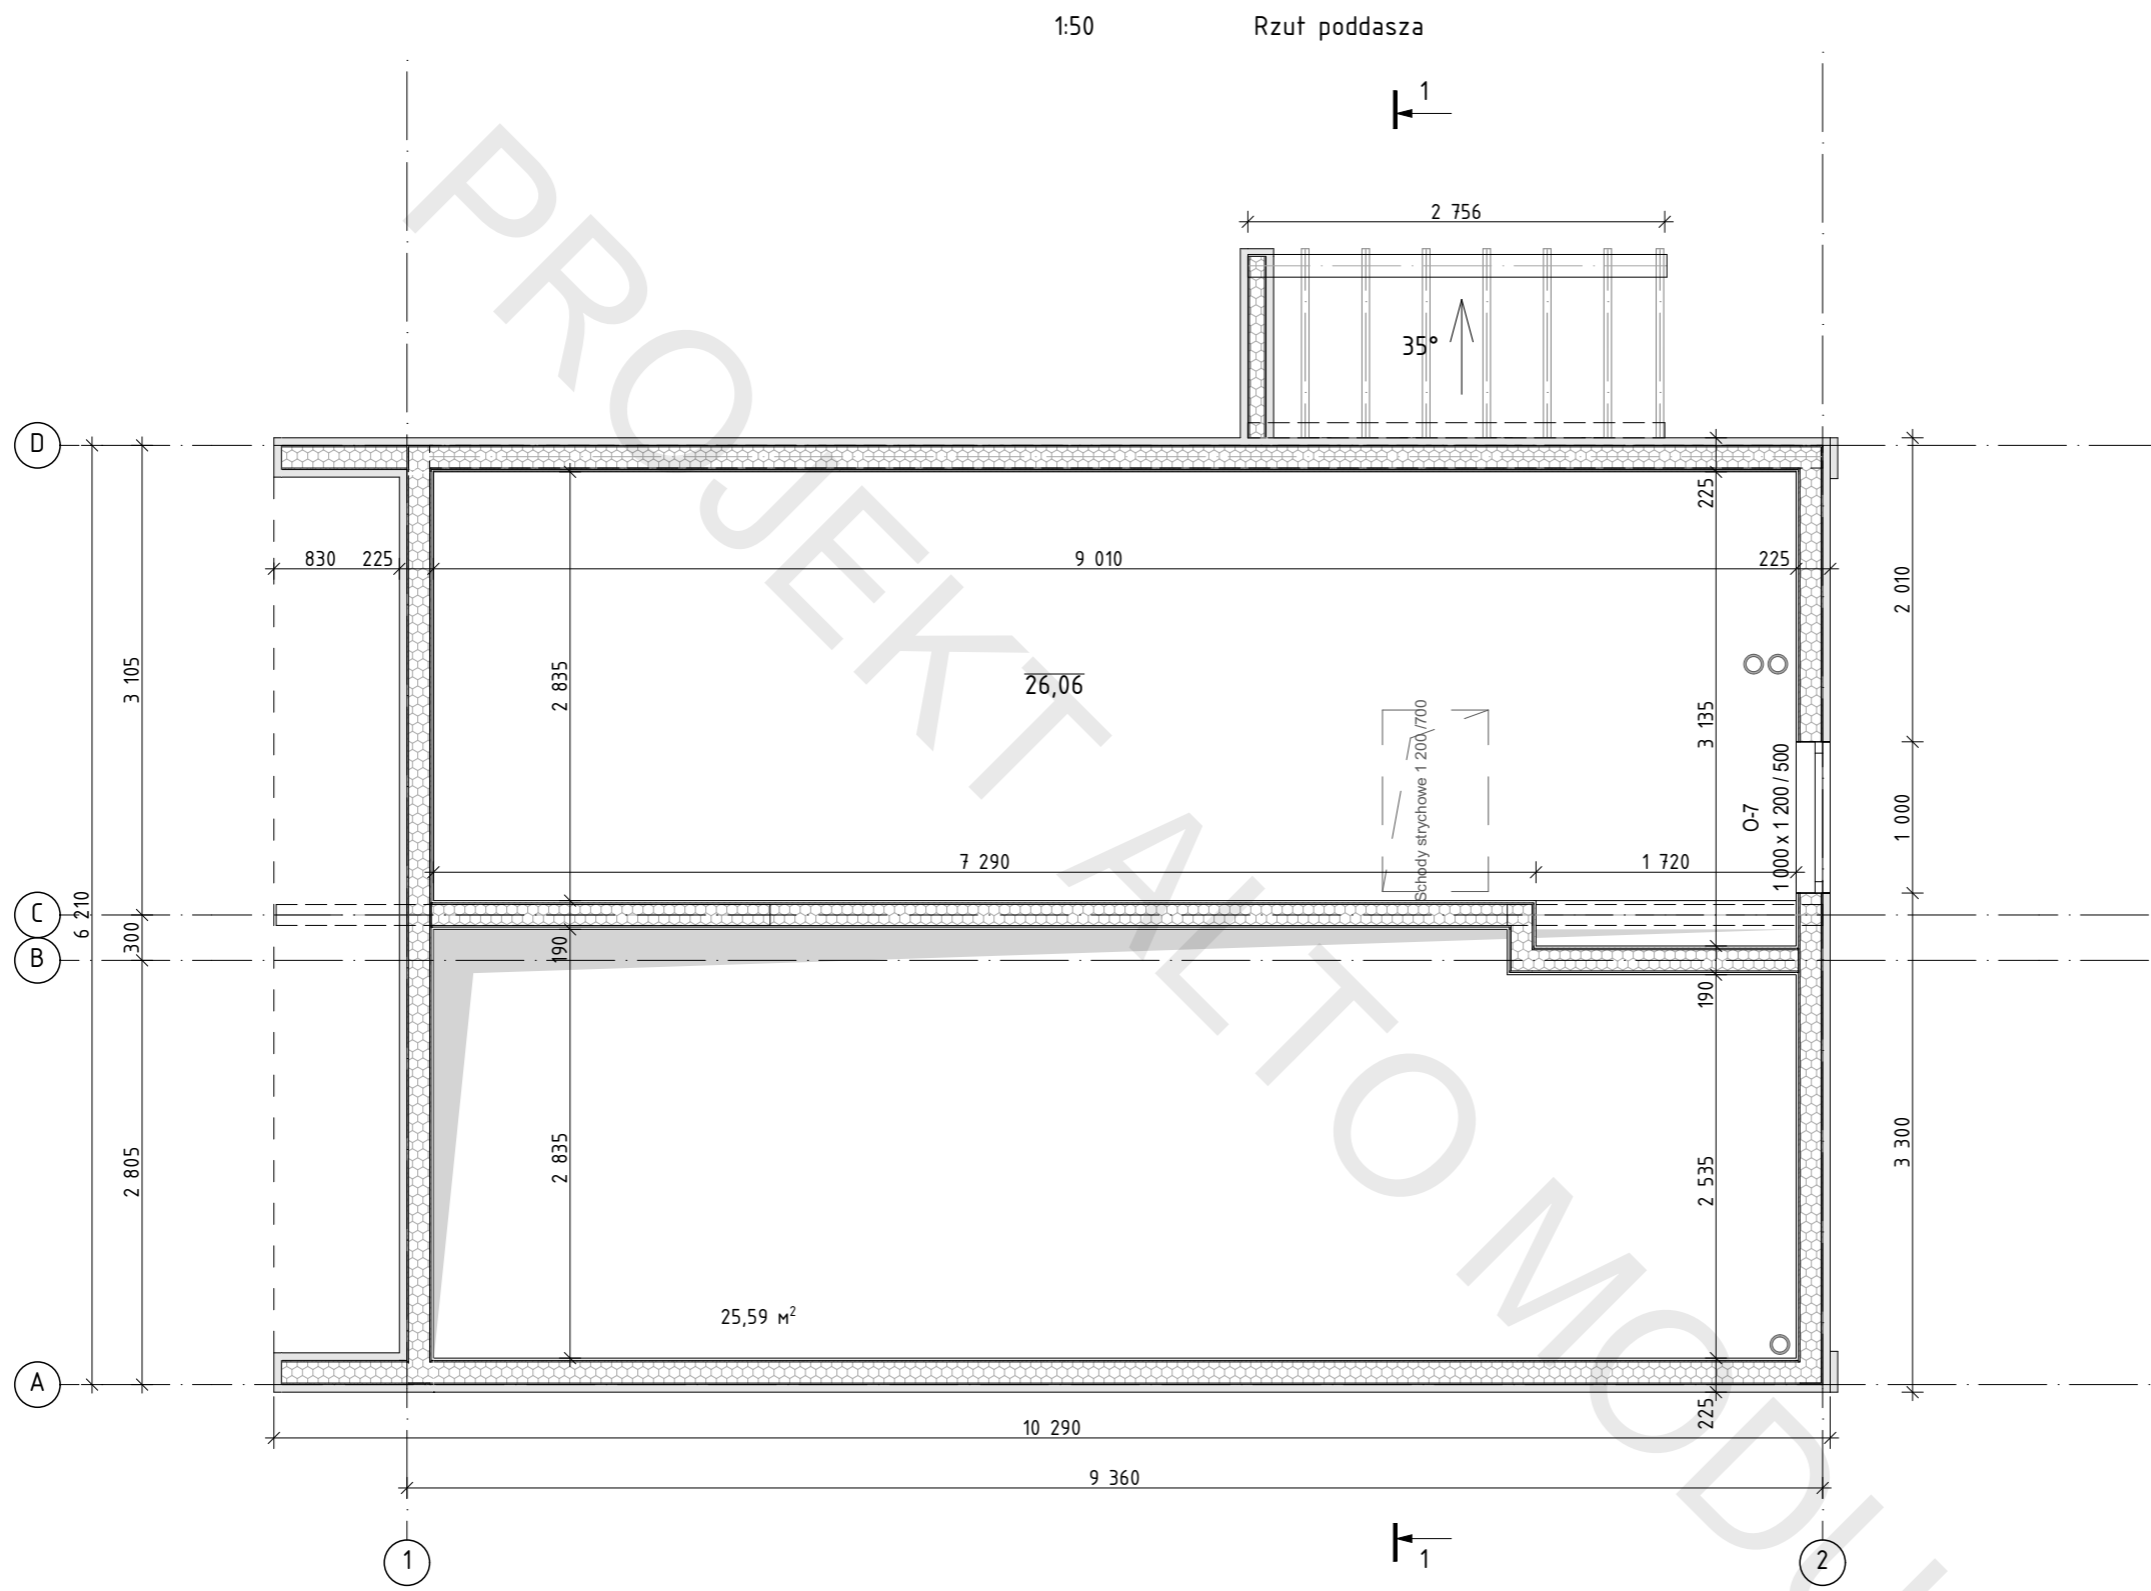 1:50 Rzut poddasza
1
2 756
35°
D
225
830 225 9 010 225
2 010
3 105
2 835
26,06
3 135
Schody strychowe 1 200/700
O-7
1 000 x 1 200 / 500
1 000
7 290 1 720
C
6 210
300
B
190
190
2 805
2 835
2 535
3 300
25,59 м²
A
225
10 290
9 360
1
1
2
PROJEKT ALTO MODU